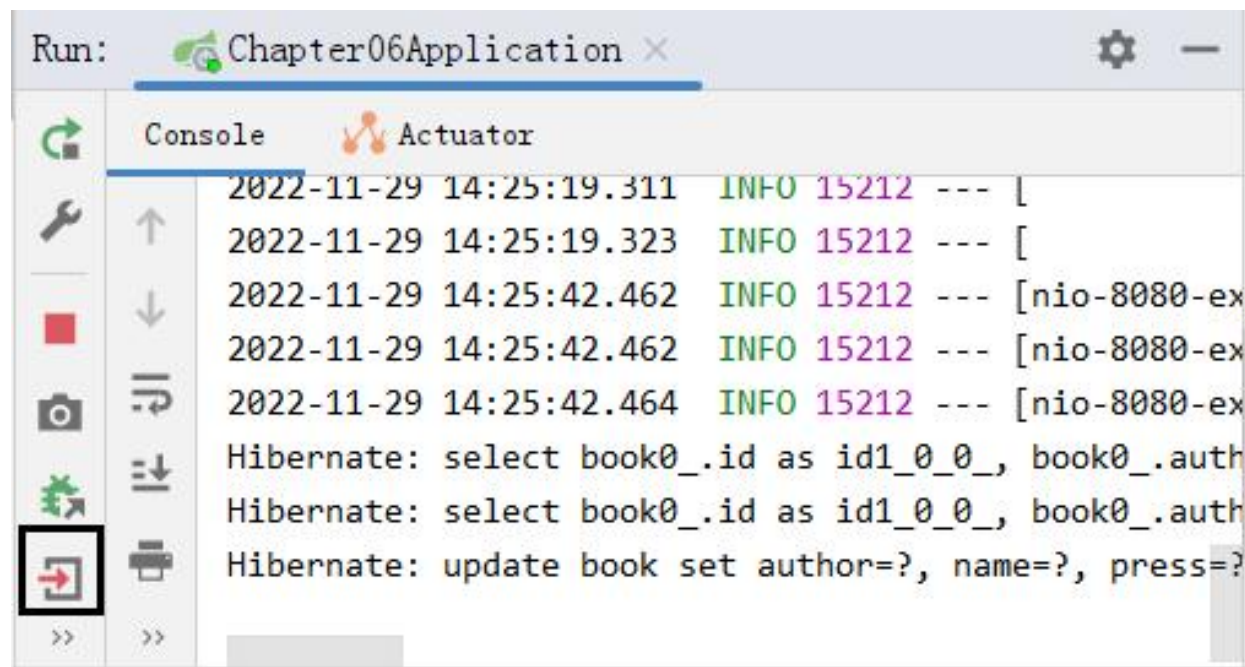 Run: Chapter06Application
Console Actuator
2022-11-29 14:25:19.311 INFO 15212 --- [
2022-11-29 14:25:19.323 INFO 15212 --- [
2022-11-29 14:25:42.462 INFO 15212 --- [nio-8080-ex
2022-11-29 14:25:42.462 INFO 15212 --- [nio-8080-ex
2022-11-29 14:25:42.464 INFO 15212 --- [nio-8080-ex
Hibernate: select book0_.id as id1_0_0_, book0_.auth
Hibernate: select book0_.id as id1_0_0_, book0_.auth
Hibernate: update book set author=?, name=?, press=?